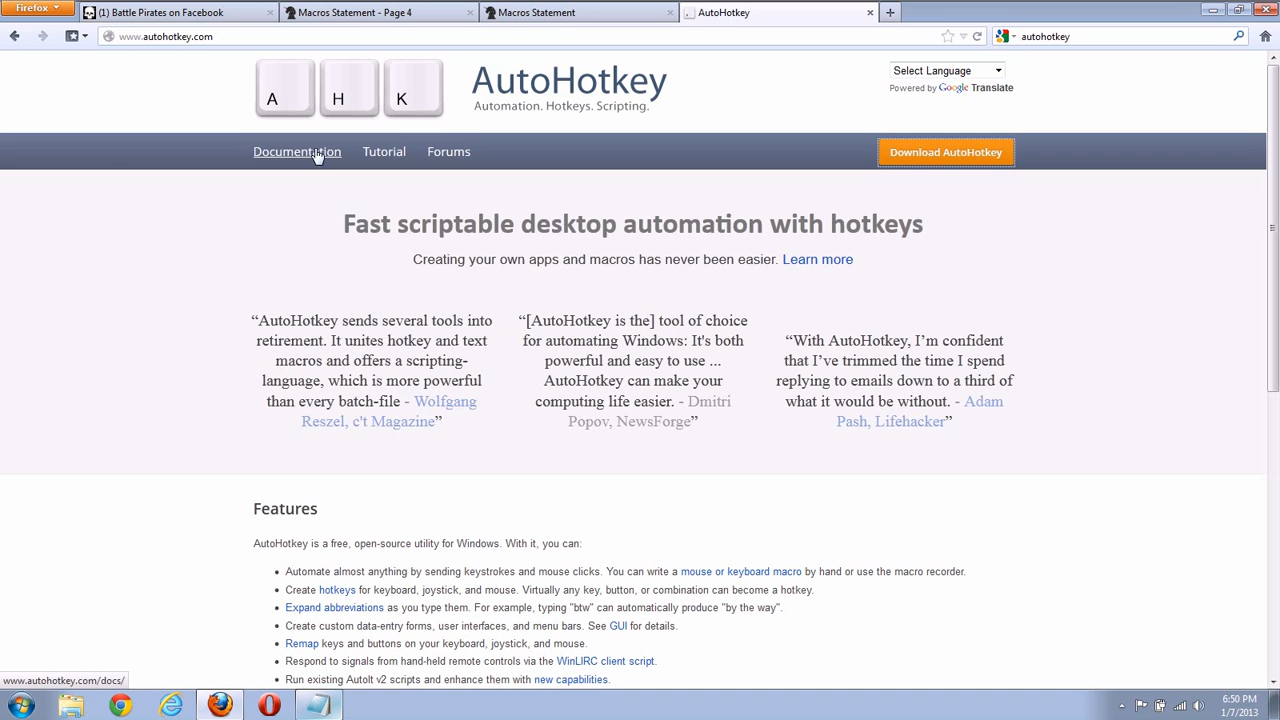 Firefox
(1) Battle Pirates on Facebook
Macros Statement - Page 4
Macros Statement
AutoHotkey
www.autohotkey.com
autohotkey
A H K
AutoHotkey
Automation. Hotkeys. Scripting.
Select Language
Powered by Google Translate
Documentation Tutorial Forums
Download AutoHotkey
Fast scriptable desktop automation with hotkeys
Creating your own apps and macros has never been easier. Learn more
“AutoHotkey sends several tools into
retirement. It unites hotkey and text
macros and offers a scripting-
language, which is more powerful
than every batch-file - Wolfgang
Reszel, c't Magazine”
“[AutoHotkey is the] tool of choice
for automating Windows: It's both
powerful and easy to use ...
AutoHotkey can make your
computing life easier. - Dmitri
Popov, NewsForge”
“With AutoHotkey, I’m confident
that I’ve trimmed the time I spend
replying to emails down to a third of
what it would be without. - Adam
Pash, Lifehacker”
Features
AutoHotkey is a free, open-source utility for Windows. With it, you can:
• Automate almost anything by sending keystrokes and mouse clicks. You can write a mouse or keyboard macro by hand or use the macro recorder.
• Create hotkeys for keyboard, joystick, and mouse. Virtually any key, button, or combination can become a hotkey.
• Expand abbreviations as you type them. For example, typing "btw" can automatically produce "by the way".
• Create custom data-entry forms, user interfaces, and menu bars. See GUI for details.
• Remap keys and buttons on your keyboard, joystick, and mouse.
• Respond to signals from hand-held remote controls via the WinLIRC client script.
• Run existing AutoIt v2 scripts and enhance them with new capabilities.
www.autohotkey.com/docs/
6:50 PM
1/7/2013